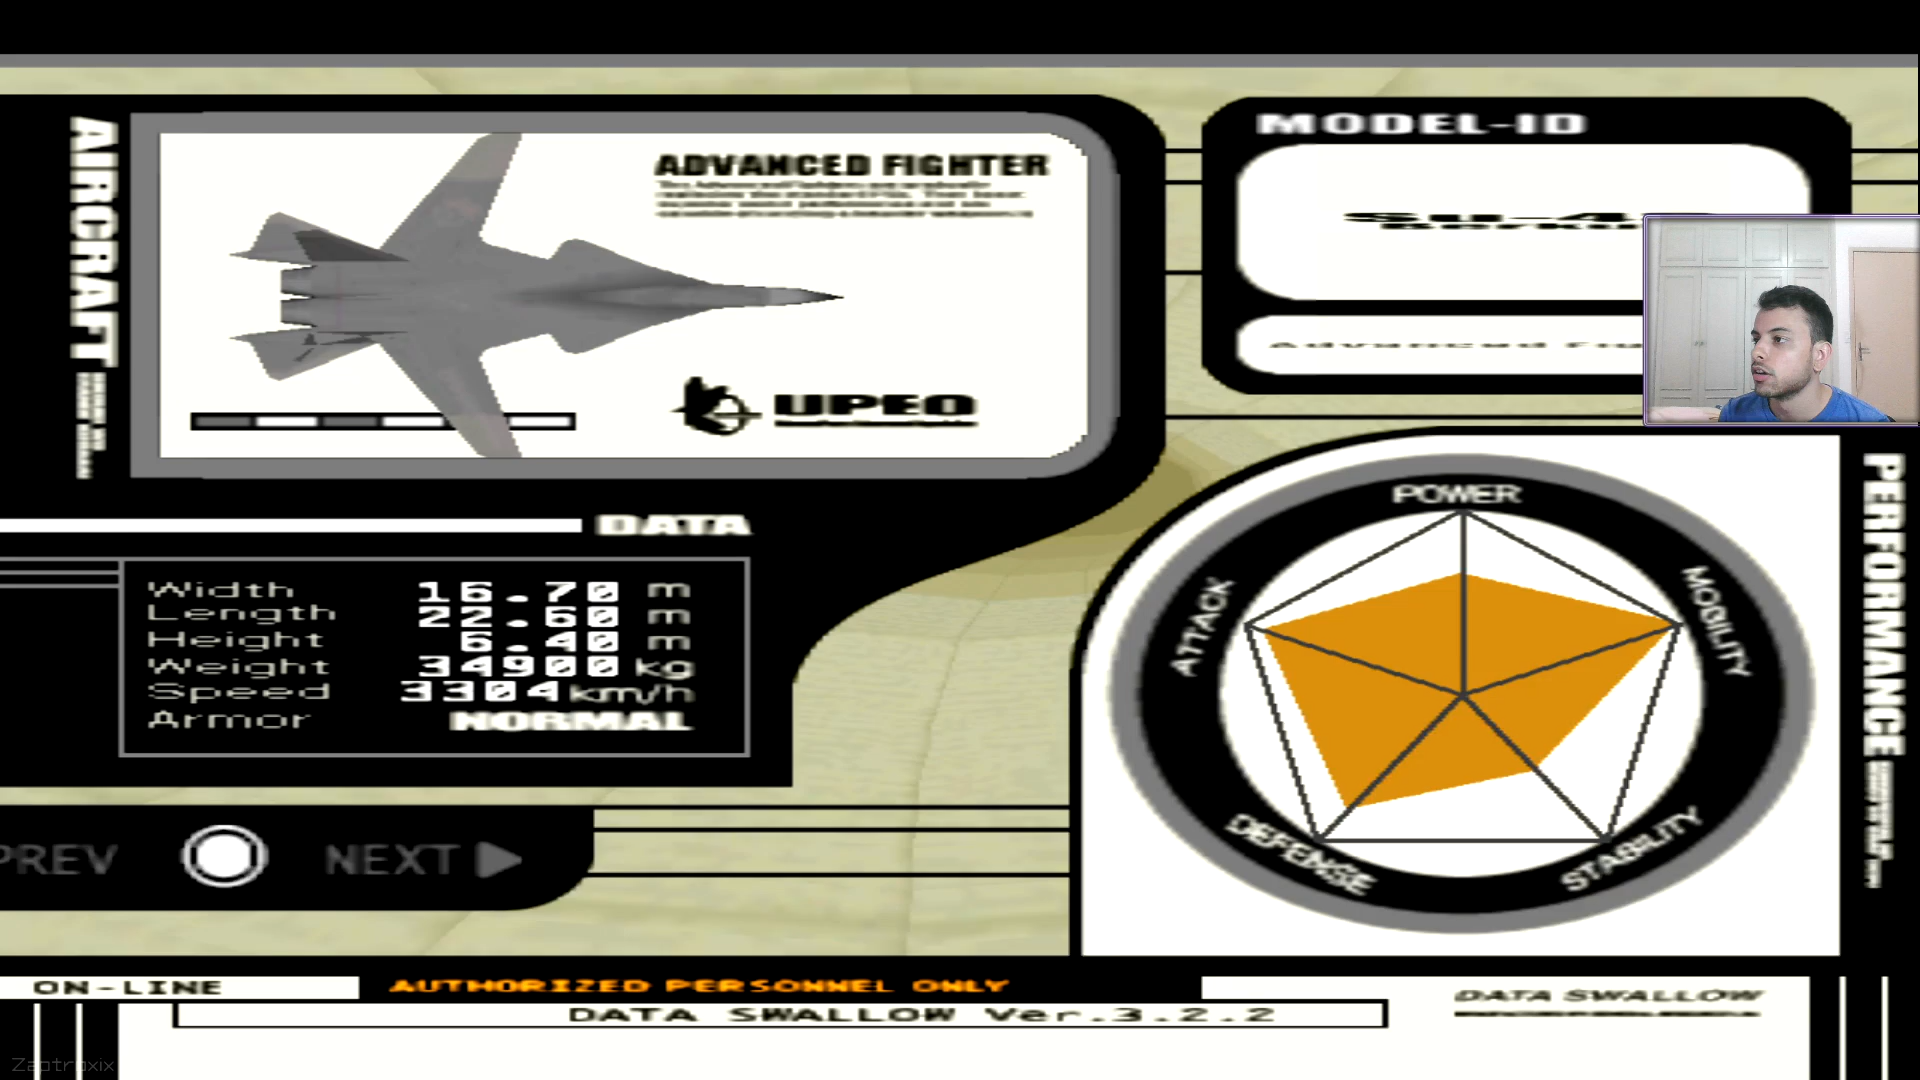 AIRCRAFT
ADVANCED FIGHTER
UPEO
MODEL-ID
Advanced
DATA
Width 16.70 m
Length 22.60 m
Height 6.40 m
Weight 34900 kg
Speed 3304 km/h
Armor NORMAL
PREV
NEXT
PERFORMANCE
POWER
MOBILITY
ATTACK
DEFENSE
STABILITY
ON-LINE
AUTHORIZED PERSONNEL ONLY
DATA SWALLOW Ver.3.2.2
DATA SWALLOW
Zaptroxix